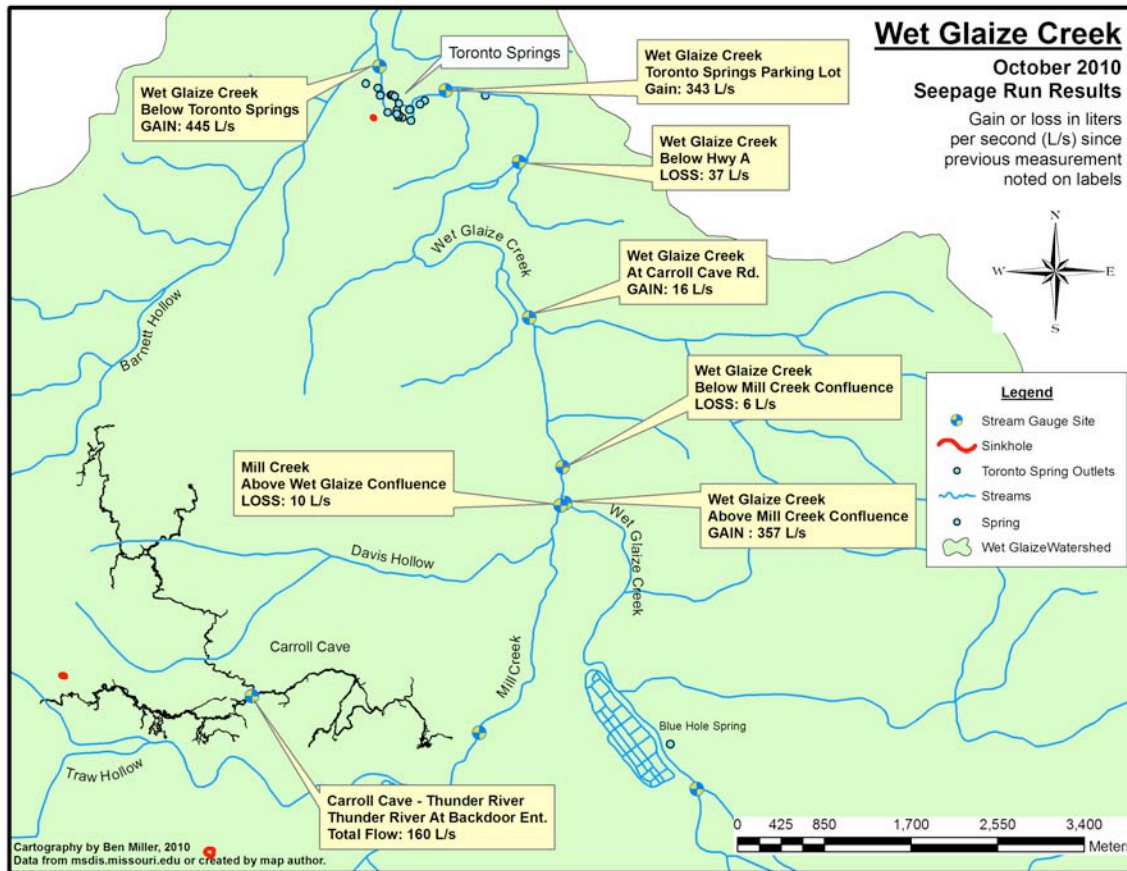 Wet Glaize Creek
October 2010
Seepage Run Results
Gain or loss in liters
per second (L/s) since
previous measurement
noted on labels
Toronto Springs
Wet Glaize Creek
Toronto Springs Parking Lot
Gain: 343 L/s
Wet Glaize Creek
Below Toronto Springs
GAIN: 445 L/s
Wet Glaize Creek
Below Hwy A
LOSS: 37 L/s
Wet Glaize Creek
N
W
E
S
Wet Glaize Creek
At Carroll Cave Rd.
GAIN: 16 L/s
Barnett Hollow
Wet Glaize Creek
Below Mill Creek Confluence
LOSS: 6 L/s
Legend
Stream Gauge Site
Sinkhole
Toronto Spring Outlets
Streams
Spring
Wet GlaizeWatershed
Mill Creek
Above Wet Glaize Confluence
LOSS: 10 L/s
Wet Glaize Creek
Above Mill Creek Confluence
GAIN : 357 L/s
Wet Glaize Creek
Davis Hollow
Carroll Cave
Mill Creek
Blue Hole Spring
Traw Hollow
Carroll Cave - Thunder River
Thunder River At Backdoor Ent.
Total Flow: 160 L/s
0 425 850 1,700 2,550 3,400
Meters
Cartography by Ben Miller, 2010
Data from msdis.missouri.edu or created by map author.